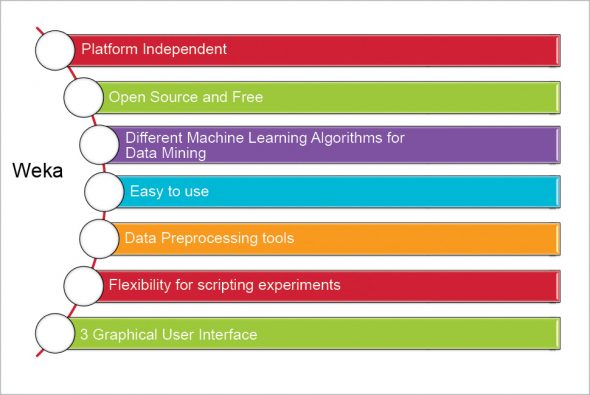 Platform Independent
Open Source and Free
Different Machine Learning Algorithms for
Data Mining
Weka
Easy to use
Data Preprocessing tools
Flexibility for scripting experiments
3 Graphical User Interface